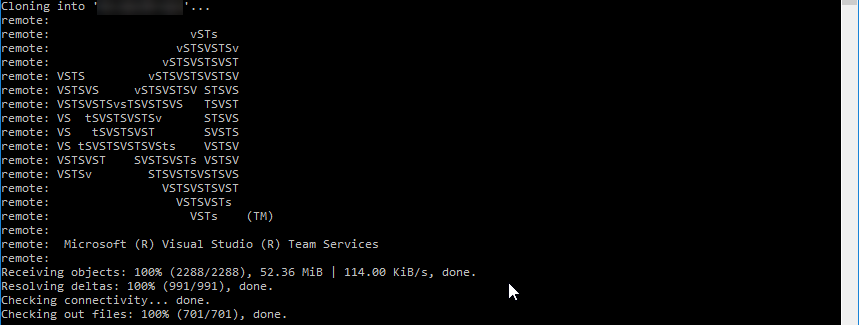 Cloning into ' '...
remote:
remote:                    vSTs
remote:                  vSTSVSTSv
remote:                vSTSVSTSVST
remote: VSTS         vSTSVSTSVSTSV
remote: VSTSVS     vSTSVSTSV STSVS
remote: VSTSVSTSvsTSVSTSVS   TSVST
remote: VS  tSVSTSVSTSv      STSVS
remote: VS   tSVSTSVST       SVSTS
remote: VS tSVSTSVSTSVSts    VSTSV
remote: VSTSVST    SVSTSVSTs VSTSV
remote: VSTSv        STSVSTSVSTSVS
remote:                VSTSVSTSVST
remote:                  VSTSVSTs
remote:                    VSTs    (TM)
remote:
remote:  Microsoft (R) Visual Studio (R) Team Services
remote:
Receiving objects: 100% (2288/2288), 52.36 MiB | 114.00 KiB/s, done.
Resolving deltas: 100% (991/991), done.
Checking connectivity... done.
Checking out files: 100% (701/701), done.